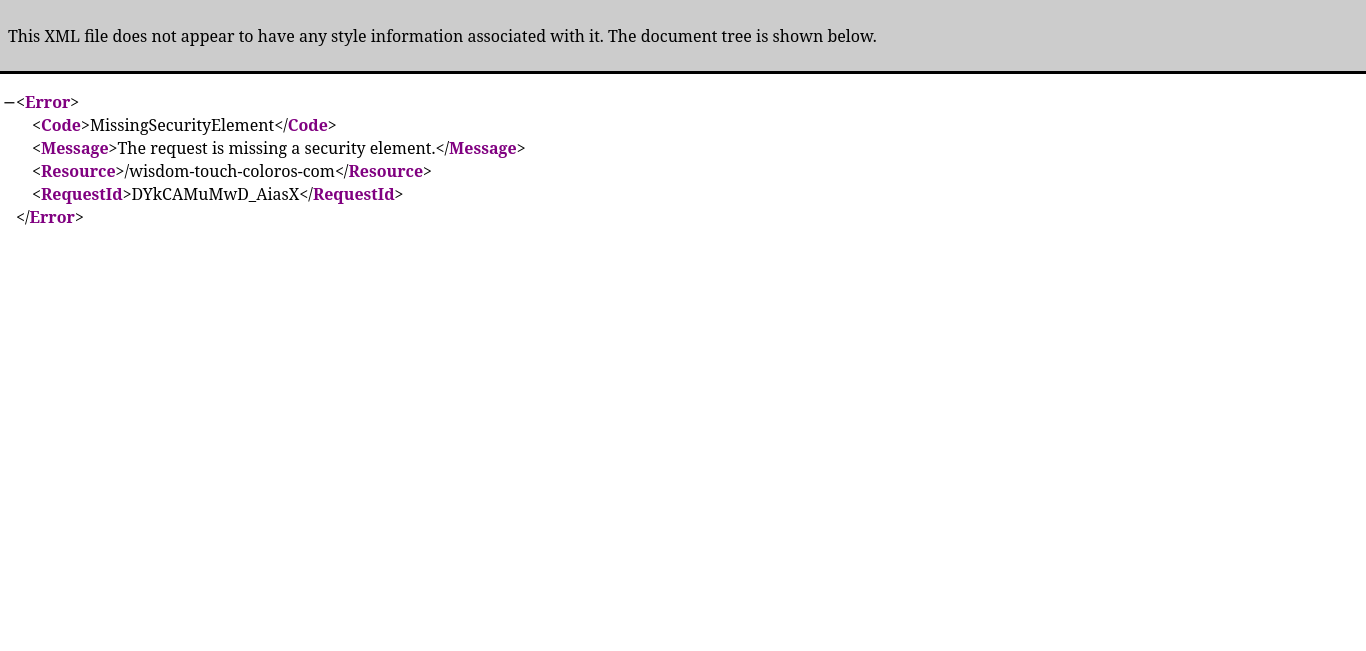 This XML file does not appear to have any style information associated with it. The document tree is shown below.
−<Error>
<Code>MissingSecurityElement</Code>
<Message>The request is missing a security element.</Message>
<Resource>/wisdom-touch-coloros-com</Resource>
<RequestId>DYkCAMuMwD_AiasX</RequestId>
</Error>